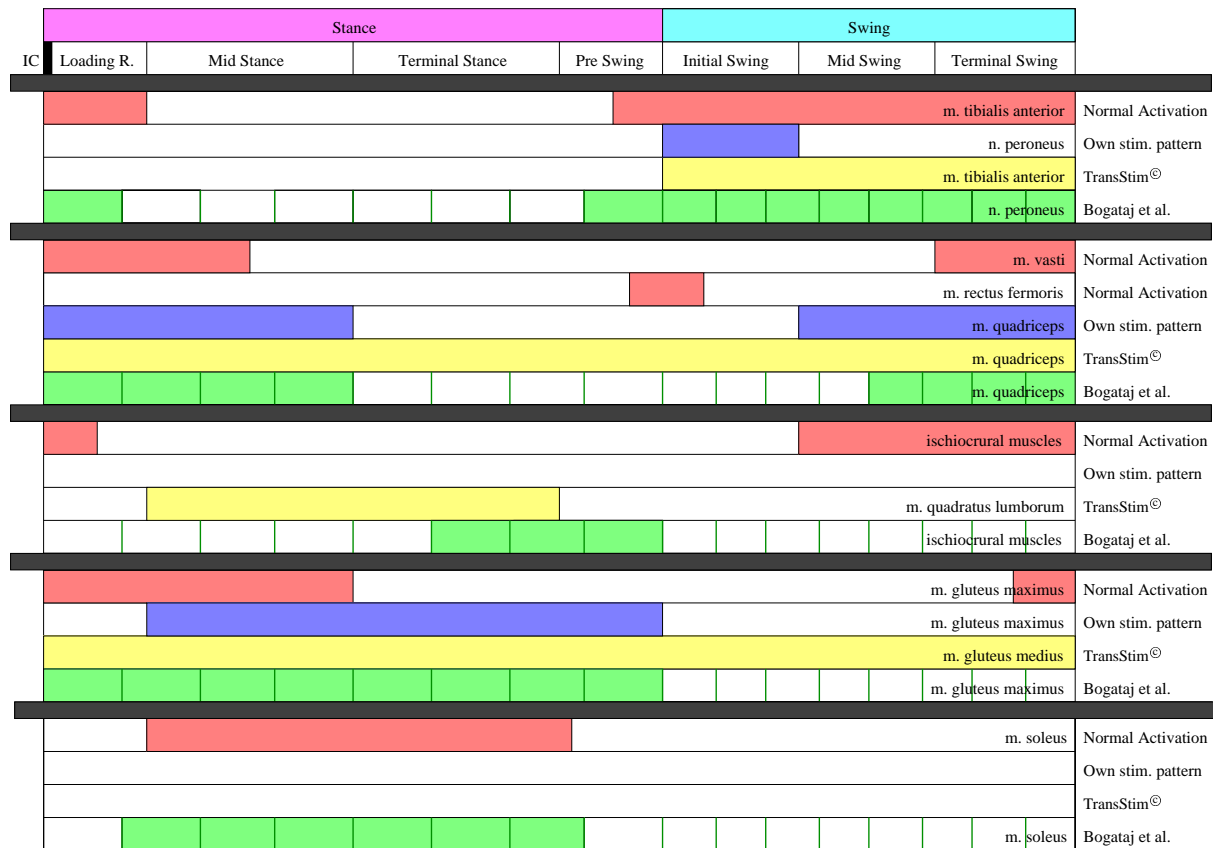 Stance Swing
IC Loading R. Mid Stance Terminal Stance Pre Swing Initial Swing Mid Swing Terminal Swing
m. tibialis anterior Normal Activation
n. peroneus Own stim. pattern
m. tibialis anterior TransStim©
n. peroneus Bogataj et al.
m. vasti Normal Activation
m. rectus fermoris Normal Activation
m. quadriceps Own stim. pattern
m. quadriceps TransStim©
m. quadriceps Bogataj et al.
ischiocrural muscles Normal Activation
Own stim. pattern
m. quadratus lumborum TransStim©
ischiocrural muscles Bogataj et al.
m. gluteus maximus Normal Activation
m. gluteus maximus Own stim. pattern
m. gluteus medius TransStim©
m. gluteus maximus Bogataj et al.
m. soleus Normal Activation
Own stim. pattern
TransStim©
m. soleus Bogataj et al.